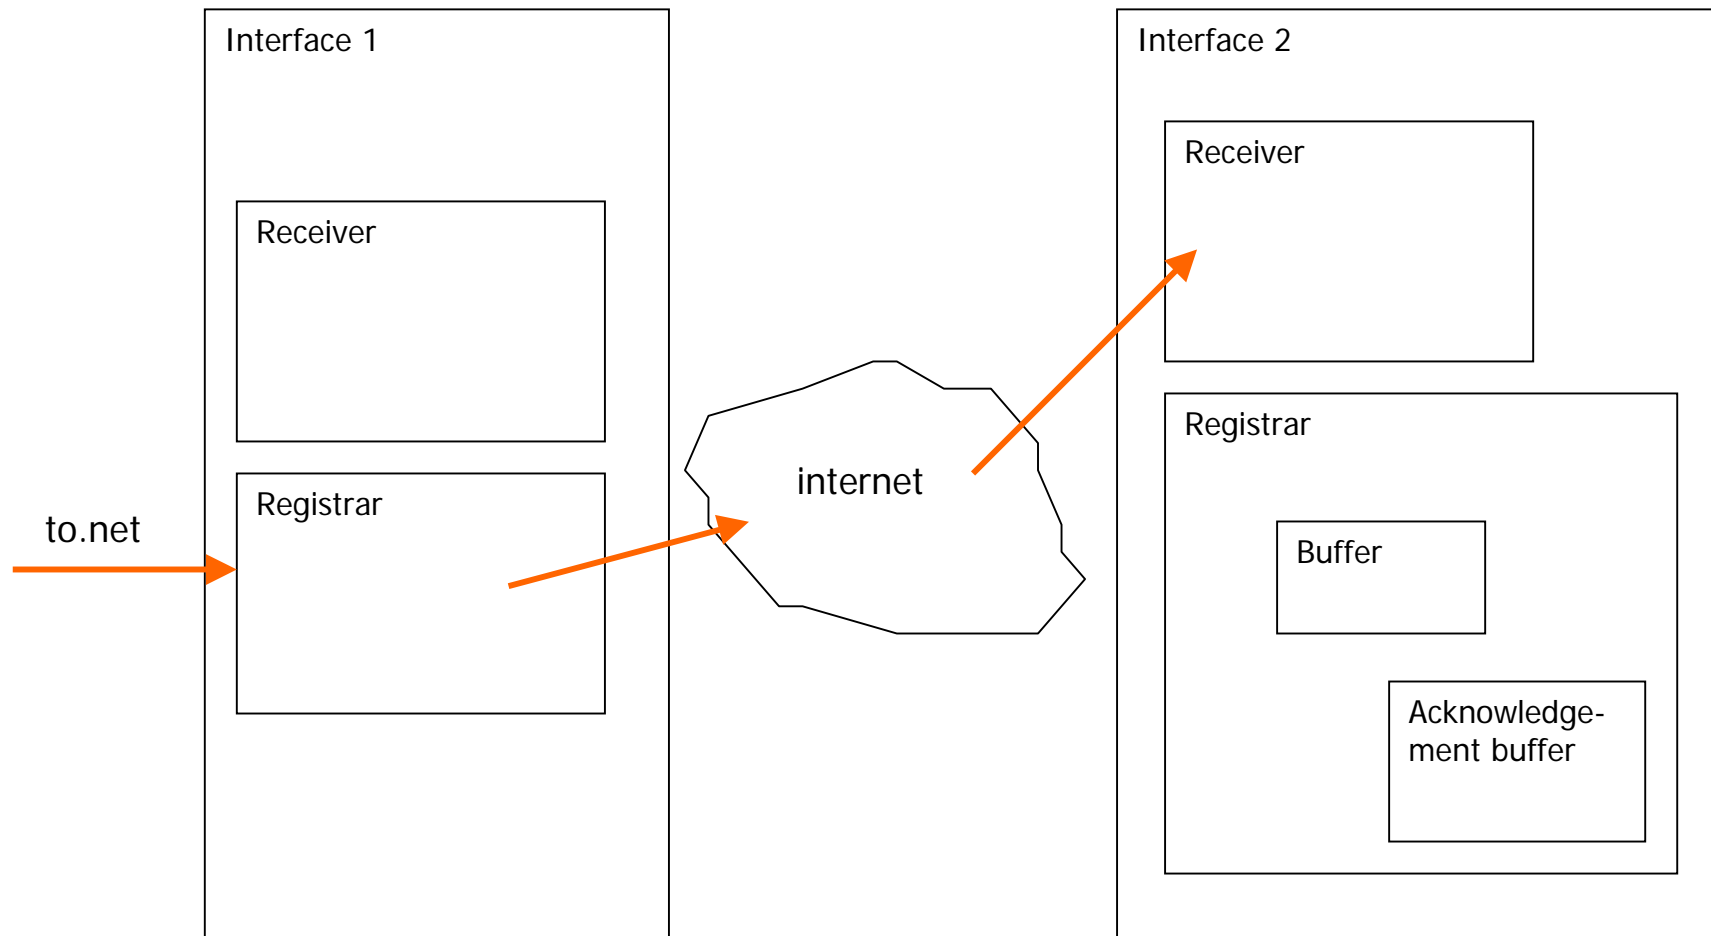 Interface 1
Receiver
Registrar
to.net
internet
Interface 2
Receiver
Registrar
Buffer
Acknowledge-
ment buffer